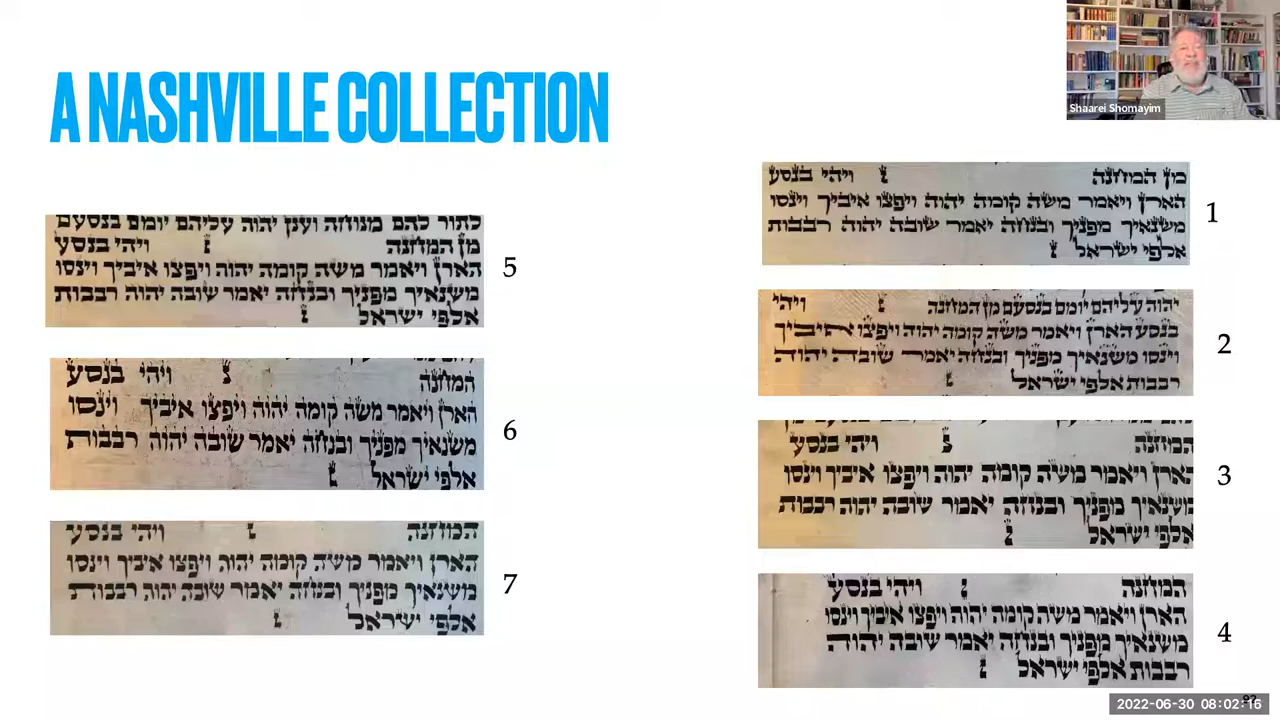 A NASHVILLE COLLECTION
Shaarei Shomayim
מן המחנה ׆ ויהי בנסע
הארן ויאמר משה קומה יהוה ויפצו איביך וינסו
משנאיך מפניך ובנחה יאמר שובה יהוה רבבות
אלפי ישראל ׆
1
יהוה עליהם יומם בנסעם מן המחנה ׆ ויהי
בנסע הארן ויאמר משה קומה יהוה ויפצו איביך
וינסו משנאיך מפניך ובנחה יאמר שובה יהוה
רבבות אלפי ישראל ׆
2
המחנה ׆ ויהי בנסע
הארן ויאמר משה קומה יהוה ויפצו איביך וינסו
משנאיך מפניך ובנחה יאמר שובה יהוה רבבות
אלפי ישראל ׆
3
המחנה ׆ ויהי בנסע
הארן ויאמר משה קומה יהוה ויפצו איביך וינסו
משנאיך מפניך ובנחה יאמר שובה יהוה
רבבות אלפי ישראל ׆
4
לתור להם מנוחה וענן יהוה עליהם יומם בנסעם
מן המחנה ׆ ויהי בנסע
הארן ויאמר משה קומה יהוה ויפצו איביך וינסו
משנאיך מפניך ובנחה יאמר שובה יהוה רבבות
אלפי ישראל ׆
5
המחנה ׆ ויהי בנסע
הארן ויאמר משה קומה יהוה ויפצו איביך וינסו
משנאיך מפניך ובנחה יאמר שובה יהוה רבבות
אלפי ישראל ׆
6
המחנה ׆ ויהי בנסע
הארן ויאמר משה קומה יהוה ויפצו איביך וינסו
משנאיך מפניך ובנחה יאמר שובה יהוה רבבות
אלפי ישראל ׆
7
2022-06-30 08:02:16